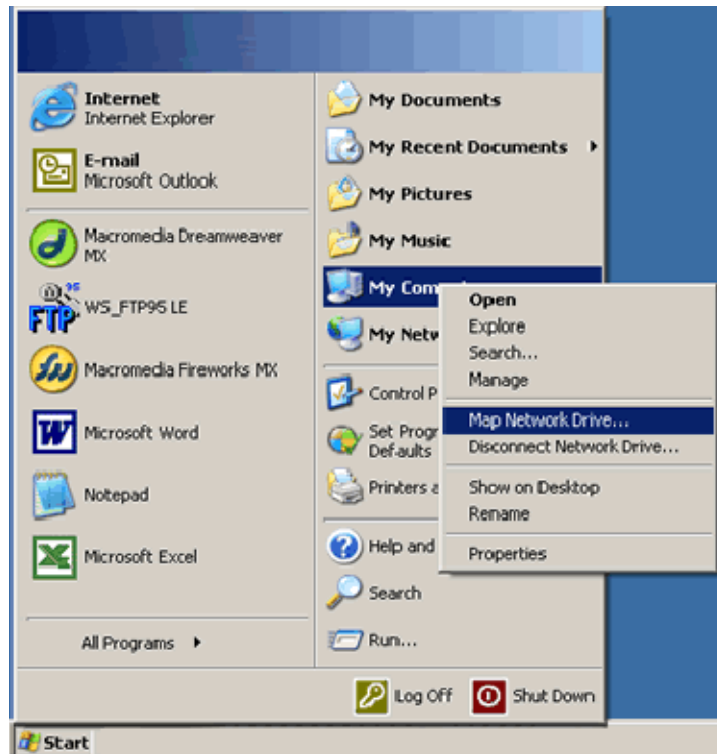 Internet
Internet Explorer
E-mail
Microsoft Outlook
Macromedia Dreamweaver
MX
WS_FTP95 LE
Macromedia Fireworks MX
Microsoft Word
Notepad
Microsoft Excel
All Programs
My Documents
My Recent Documents
My Pictures
My Music
My Com
My Netw
Control P
Set Progr
Defaults
Printers a
Help and
Search
Run...
Open
Explore
Search...
Manage
Map Network Drive...
Disconnect Network Drive...
Show on Desktop
Rename
Properties
Log Off
Shut Down
Start